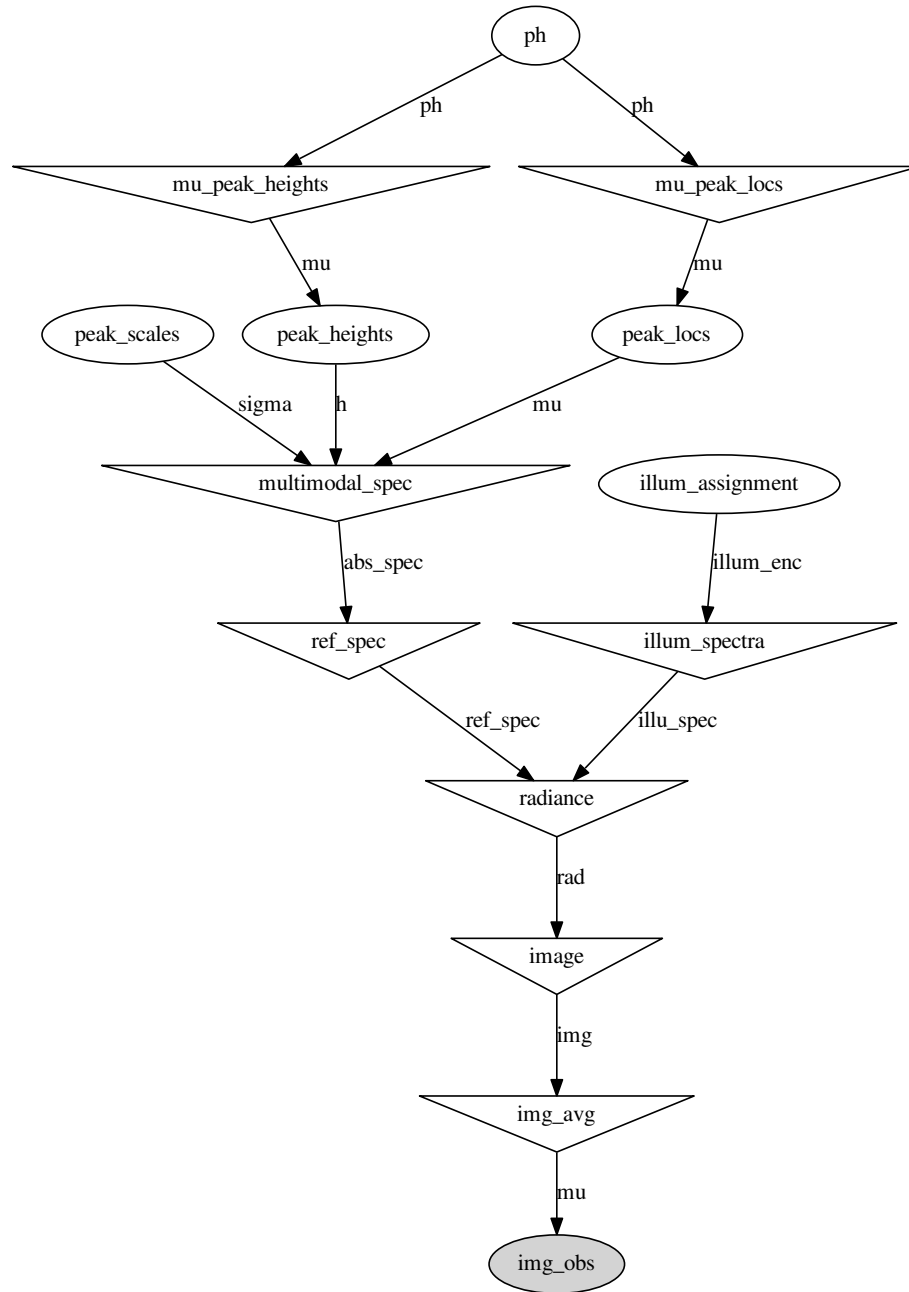 ph
ph
ph
mu_peak_heights
mu_peak_locs
mu
mu
peak_scales
peak_heights
peak_locs
sigma
h
mu
multimodal_spec
illum_assignment
abs_spec
illum_enc
ref_spec
illum_spectra
ref_spec
illu_spec
radiance
rad
image
img
img_avg
mu
img_obs